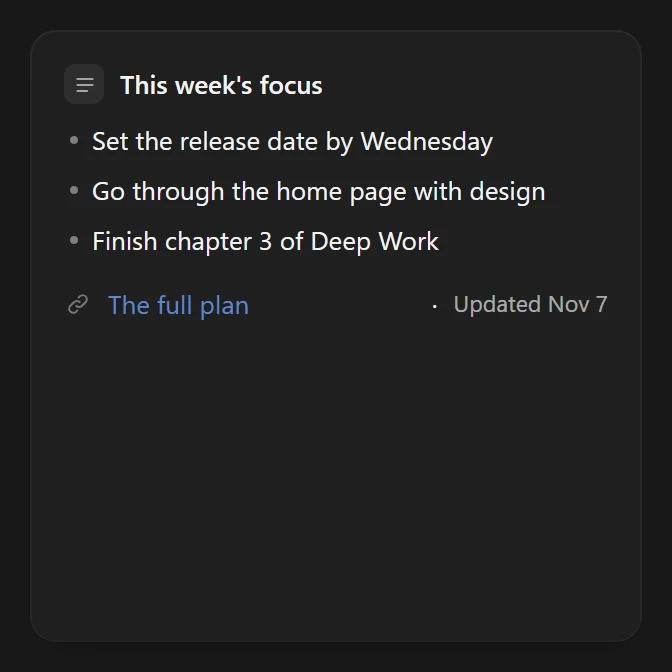 This week's focus
• Set the release date by Wednesday
• Go through the home page with design
• Finish chapter 3 of Deep Work
The full plan · Updated Nov 7